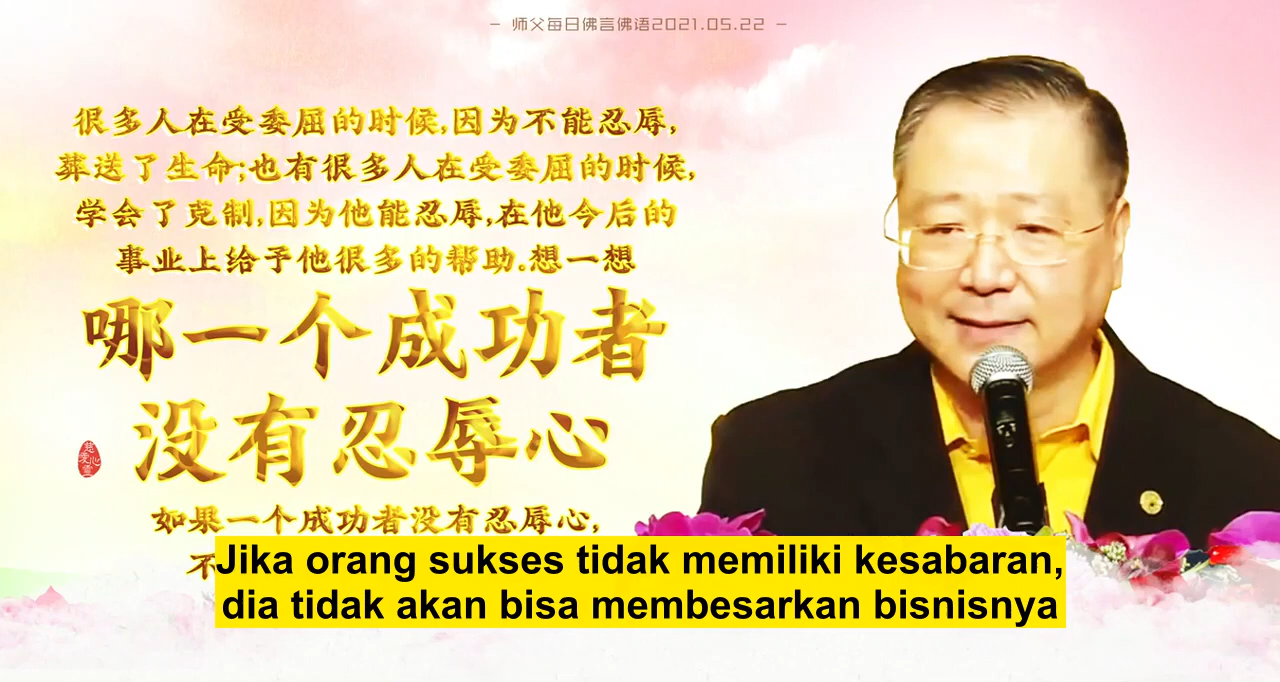 师父每日佛言佛语2021.05.22
很多人在受委屈的时候,因为不能忍辱,
葬送了生命;也有很多人在受委屈的时候,
学会了克制,因为他能忍辱,在他今后的
事业上给予他很多的帮助.想一想
哪一个成功者
没有忍辱心
如果一个成功者没有忍辱心,
不
Jika orang sukses tidak memiliki kesabaran,
dia tidak akan bisa membesarkan bisnisnya